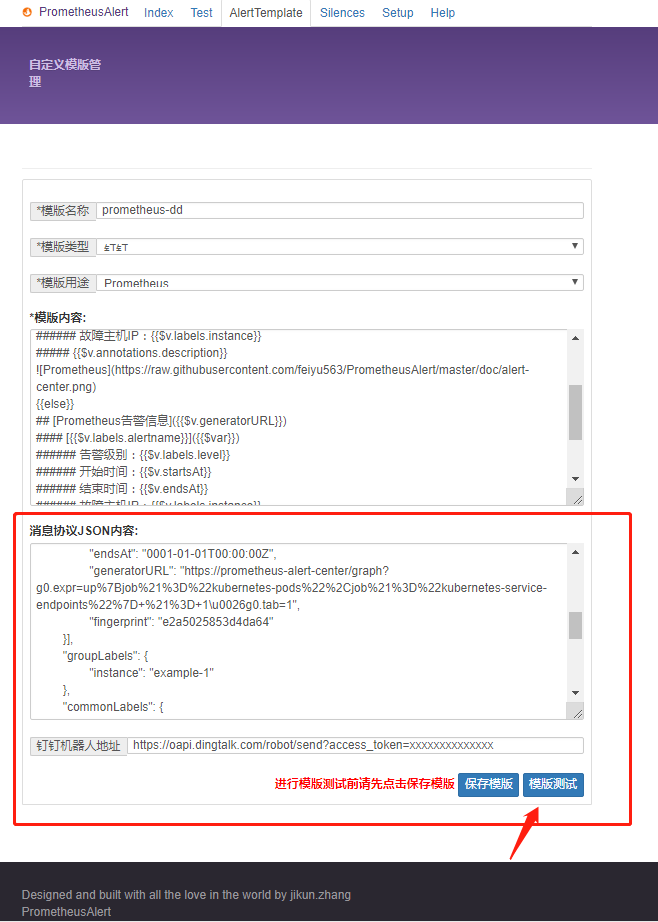 PrometheusAlert Index Test AlertTemplate Silences Setup Help
自定义模版管
理
*模版名称 prometheus-dd
*模版类型
*模版用途 Prometheus
*模版内容:
###### 故障主机IP：{{$v.labels.instance}}
##### {{$v.annotations.description}}
![Prometheus](https://raw.githubusercontent.com/feiyu563/PrometheusAlert/master/doc/alert-
center.png)
{{else}}
## [Prometheus告警信息]({{$v.generatorURL}})
#### [{{$v.labels.alertname}}]({{$var}})
###### 告警级别：{{$v.labels.level}}
###### 开始时间：{{$v.startsAt}}
###### 结束时间：{{$v.endsAt}}
###### 故障主机IP：{{$v.labels.instance}}
消息协议JSON内容:
"endsAt": "0001-01-01T00:00:00Z",
"generatorURL": "https://prometheus-alert-center/graph?
g0.expr=up%7Bjob%21%3D%22kubernetes-pods%22%2Cjob%21%3D%22kubernetes-service-
endpoints%22%7D+%21%3D+1\u0026g0.tab=1",
"fingerprint": "e2a5025853d4da64"
}],
"groupLabels": {
"instance": "example-1"
},
"commonLabels": {
钉钉机器人地址 https://oapi.dingtalk.com/robot/send?access_token=xxxxxxxxxxxxxx
进行模版测试前请先点击保存模版 保存模版 模版测试
Designed and built with all the love in the world by jikun.zhang
PrometheusAlert